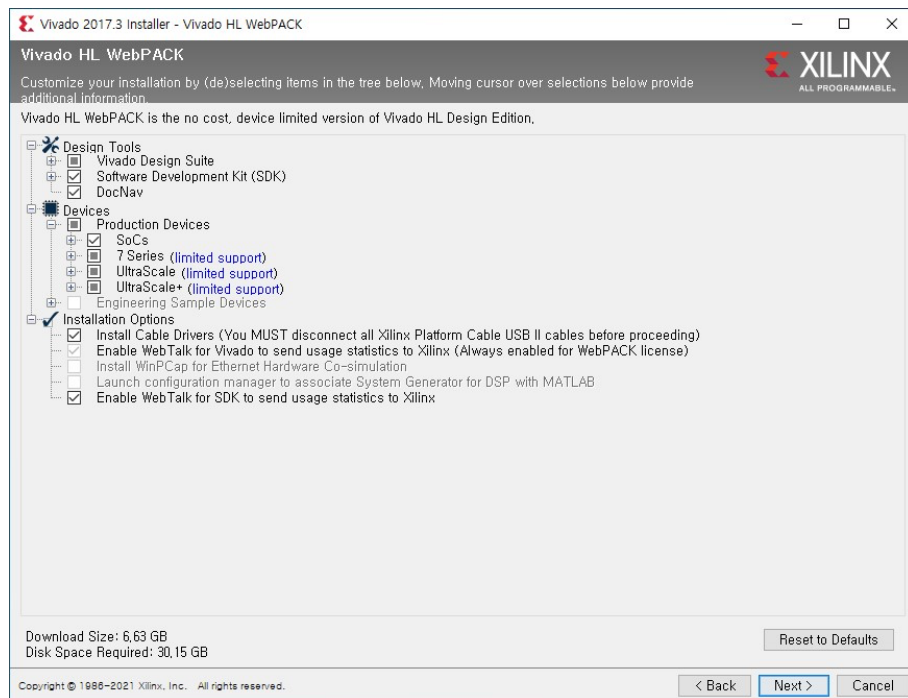 Vivado 2017.3 Installer - Vivado HL WebPACK
Vivado HL WebPACK
Customize your installation by (de)selecting items in the tree below. Moving cursor over selections below provide
additional information.
XILINX
ALL PROGRAMMABLE.
Vivado HL WebPACK is the no cost, device limited version of Vivado HL Design Edition.
Design Tools
Vivado Design Suite
Software Development Kit (SDK)
DocNav
Devices
Production Devices
SoCs
7 Series (limited support)
UltraScale (limited support)
UltraScale+ (limited support)
Engineering Sample Devices
Installation Options
Install Cable Drivers (You MUST disconnect all Xilinx Platform Cable USB II cables before proceeding)
Enable WebTalk for Vivado to send usage statistics to Xilinx (Always enabled for WebPACK license)
Install WinPCap for Ethernet Hardware Co-simulation
Launch configuration manager to associate System Generator for DSP with MATLAB
Enable WebTalk for SDK to send usage statistics to Xilinx
Download Size: 6.63 GB
Disk Space Required: 30.15 GB
Reset to Defaults
Copyright © 1986-2021 Xilinx, Inc. All rights reserved.
< Back
Next >
Cancel